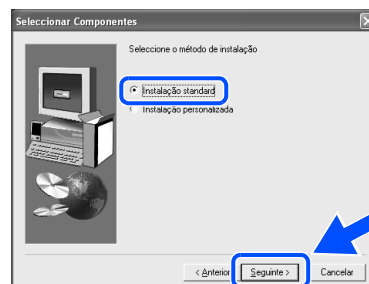 Seleccionar Componentes
Seleccione o método de instalação
Instalação standard
Instalação personalizada
< Anterior
Seguinte >
Cancelar